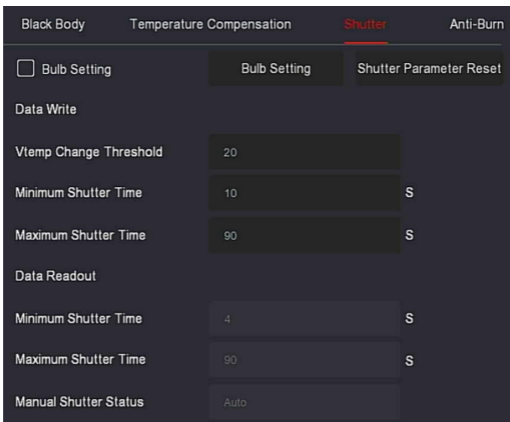 Black Body Temperature Compensation Shutter Anti-Burn
Bulb Setting Bulb Setting Shutter Parameter Reset
Data Write
Vtemp Change Threshold 20
Minimum Shutter Time 10 S
Maximum Shutter Time 90 S
Data Readout
Minimum Shutter Time 4 S
Maximum Shutter Time 90 S
Manual Shutter Status Auto